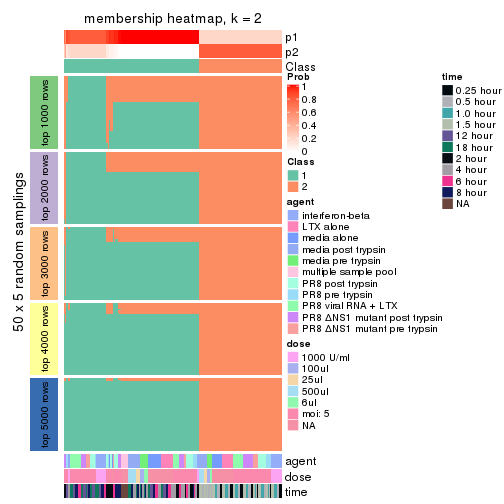 membership heatmap, k = 2
p1
p2
Class
50 x 5 random samplings
top 1000 rows
top 2000 rows
top 3000 rows
top 4000 rows
top 5000 rows
agent
dose
time
Prob
1
0.8
0.6
0.4
0.2
0
Class
1
2
agent
interferon-beta
LTX alone
media alone
media post trypsin
media pre trypsin
multiple sample pool
PR8 post trypsin
PR8 pre trypsin
PR8 viral RNA + LTX
PR8 ΔNS1 mutant post trypsin
PR8 ΔNS1 mutant pre trypsin
dose
1000 U/ml
100ul
25ul
500ul
6ul
moi: 5
NA
time
0.25 hour
0.5 hour
1.0 hour
1.5 hour
12 hour
18 hour
2 hour
4 hour
6 hour
8 hour
NA